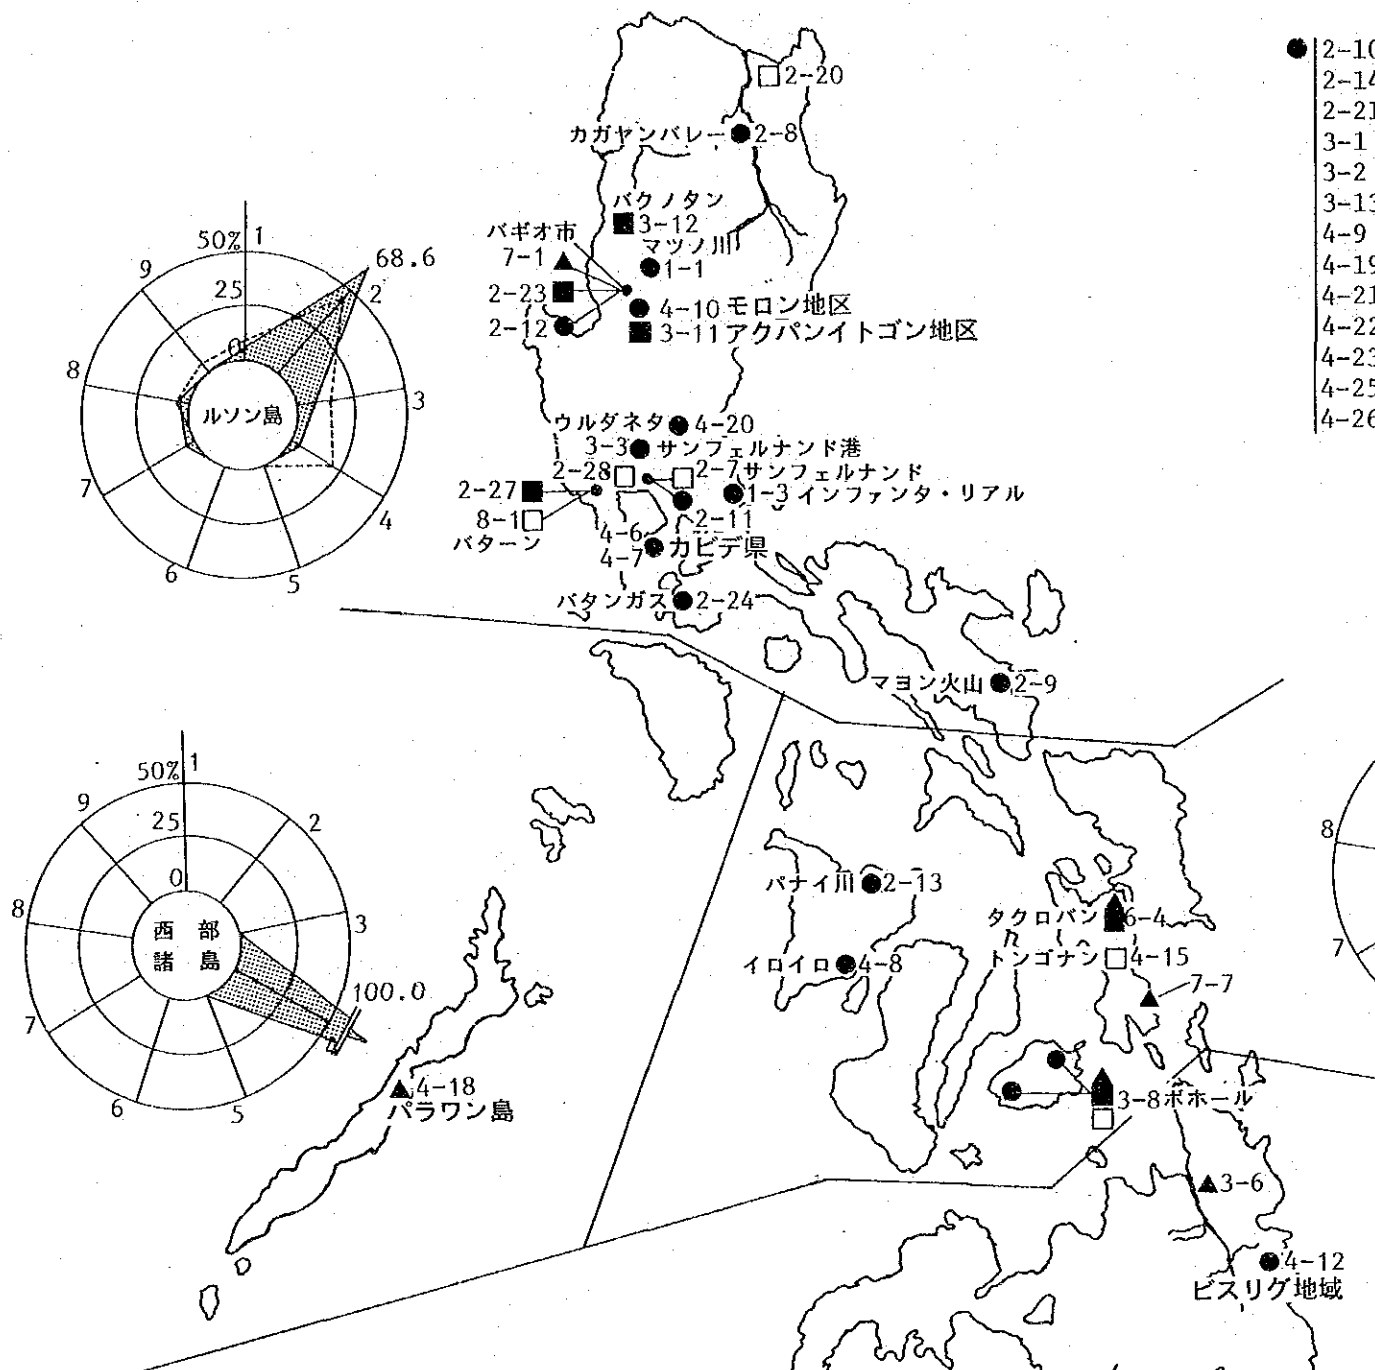 2-20
カガヤンバレー 2-8
バクノタン
3-12
バギオ市
マツノ川
7-1
1-1
2-23
4-10 モロン地区
2-12
3-11 アクパンイトゴン地区
ウルダネタ 4-20
3-3 サンフェルナンド港
2-28
2-7 サンフェルナンド
2-27
1-3 インファンタ・リアル
8-1
2-11
バターン
4-6
4-7 カビデ県
バタンガス 2-24
マヨン火山 2-9
パナイ川 2-13
タクロバン 6-4
イロイロ 4-8
トンゴナン 4-15
7-7
3-8 ボホール
4-18
パラワン島
3-6
4-12
ビスリグ地域
50% 1
68.6
9
25
2
0
8
3
ルソン島
7
4
6
5
50% 1
9
25
2
0
8
3
西部
諸島
100.0
7
6
5
2-10
2-14
2-21
3-1
3-2
3-13
4-9
4-19
4-21
4-22
4-23
4-25
4-26
8
7